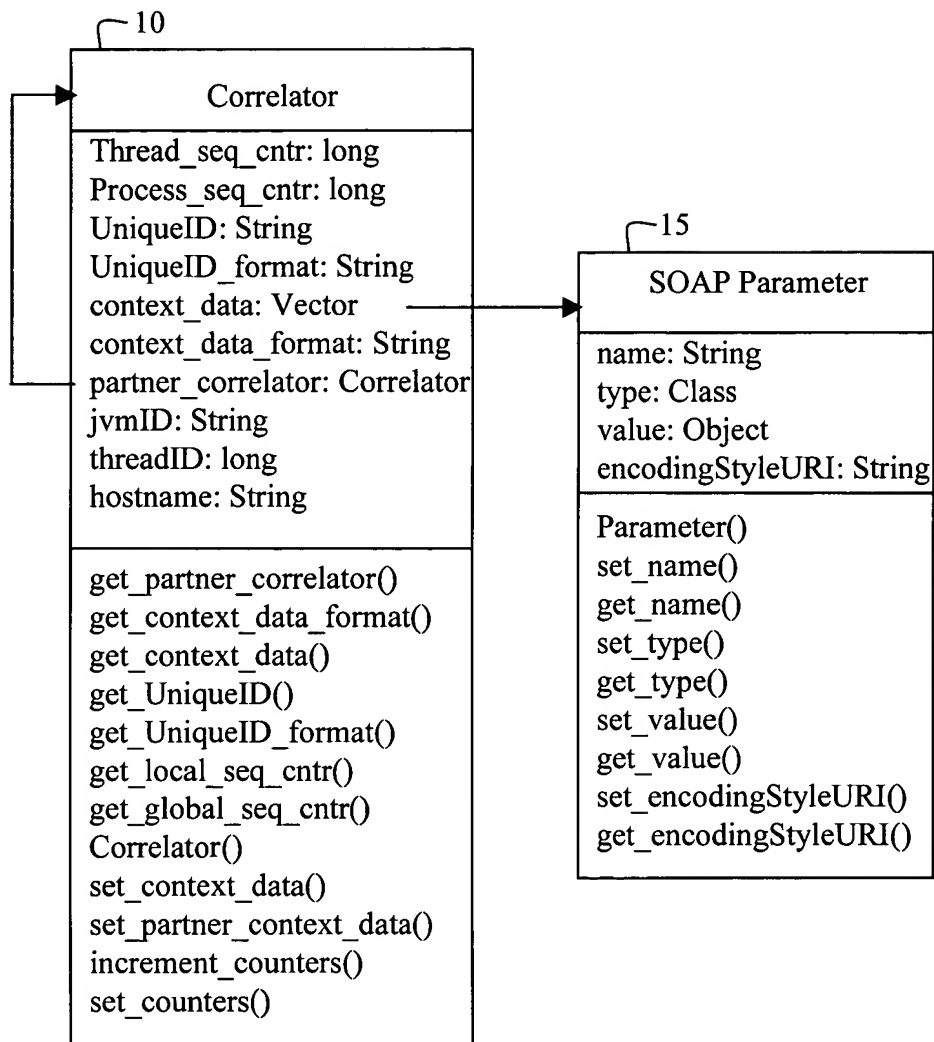 10
Correlator
Thread_seq_cntr: long
Process_seq_cntr: long
UniqueID: String
UniqueID_format: String
context_data: Vector
context_data_format: String
partner_correlator: Correlator
jvmID: String
threadID: long
hostname: String
get_partner_correlator()
get_context_data_format()
get_context_data()
get_UniqueID()
get_UniqueID_format()
get_local_seq_cntr()
get_global_seq_cntr()
Correlator()
set_context_data()
set_partner_context_data()
increment_counters()
set_counters()
15
SOAP Parameter
name: String
type: Class
value: Object
encodingStyleURI: String
Parameter()
set_name()
get_name()
set_type()
get_type()
set_value()
get_value()
set_encodingStyleURI()
get_encodingStyleURI()